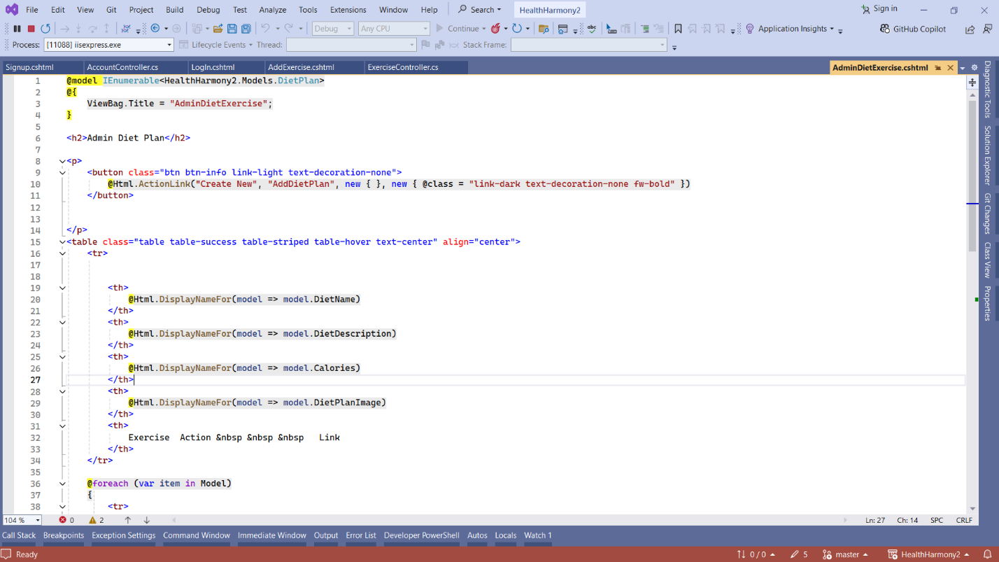 File Edit View Git Project Build Debug Test Analyze Tools Extensions Window Help Search HealthHarmony2 Sign in
Debug Any CPU Continue Application Insights GitHub Copilot
Process: [11088] iisexpress.exe Lifecycle Events Thread: Stack Frame:
Signup.cshtml AccountController.cs LogIn.cshtml AddExercise.cshtml ExerciseController.cs AdminDietExercise.cshtml
1 @model IEnumerable<HealthHarmony2.Models.DietPlan>
2 @{
3 ViewBag.Title = "AdminDietExercise";
4 }
5
6 <h2>Admin Diet Plan</h2>
7
8 <p>
9 <button class="btn btn-info link-light text-decoration-none">
10 @Html.ActionLink("Create New", "AddDietPlan", new { }, new { @class = "link-dark text-decoration-none fw-bold" })
11 </button>
12
13
14 </p>
15 <table class="table table-success table-striped table-hover text-center" align="center">
16 <tr>
17
18
19 <th>
20 @Html.DisplayNameFor(model => model.DietName)
21 </th>
22 <th>
23 @Html.DisplayNameFor(model => model.DietDescription)
24 </th>
25 <th>
26 @Html.DisplayNameFor(model => model.Calories)
27 </th>
28 <th>
29 @Html.DisplayNameFor(model => model.DietPlanImage)
30 </th>
31 <th>
32 Exercise Action &nbsp &nbsp &nbsp Link
33 </th>
34 </tr>
35
36 @foreach (var item in Model)
37 {
38 <tr>
Diagnostic Tools
Solution Explorer
Git Changes
Class View
Properties
104 % 0 2 Ln: 27 Ch: 14 SPC CRLF
Call Stack Breakpoints Exception Settings Command Window Immediate Window Output Error List Developer PowerShell Autos Locals Watch 1
Ready 0 / 0 5 master HealthHarmony2